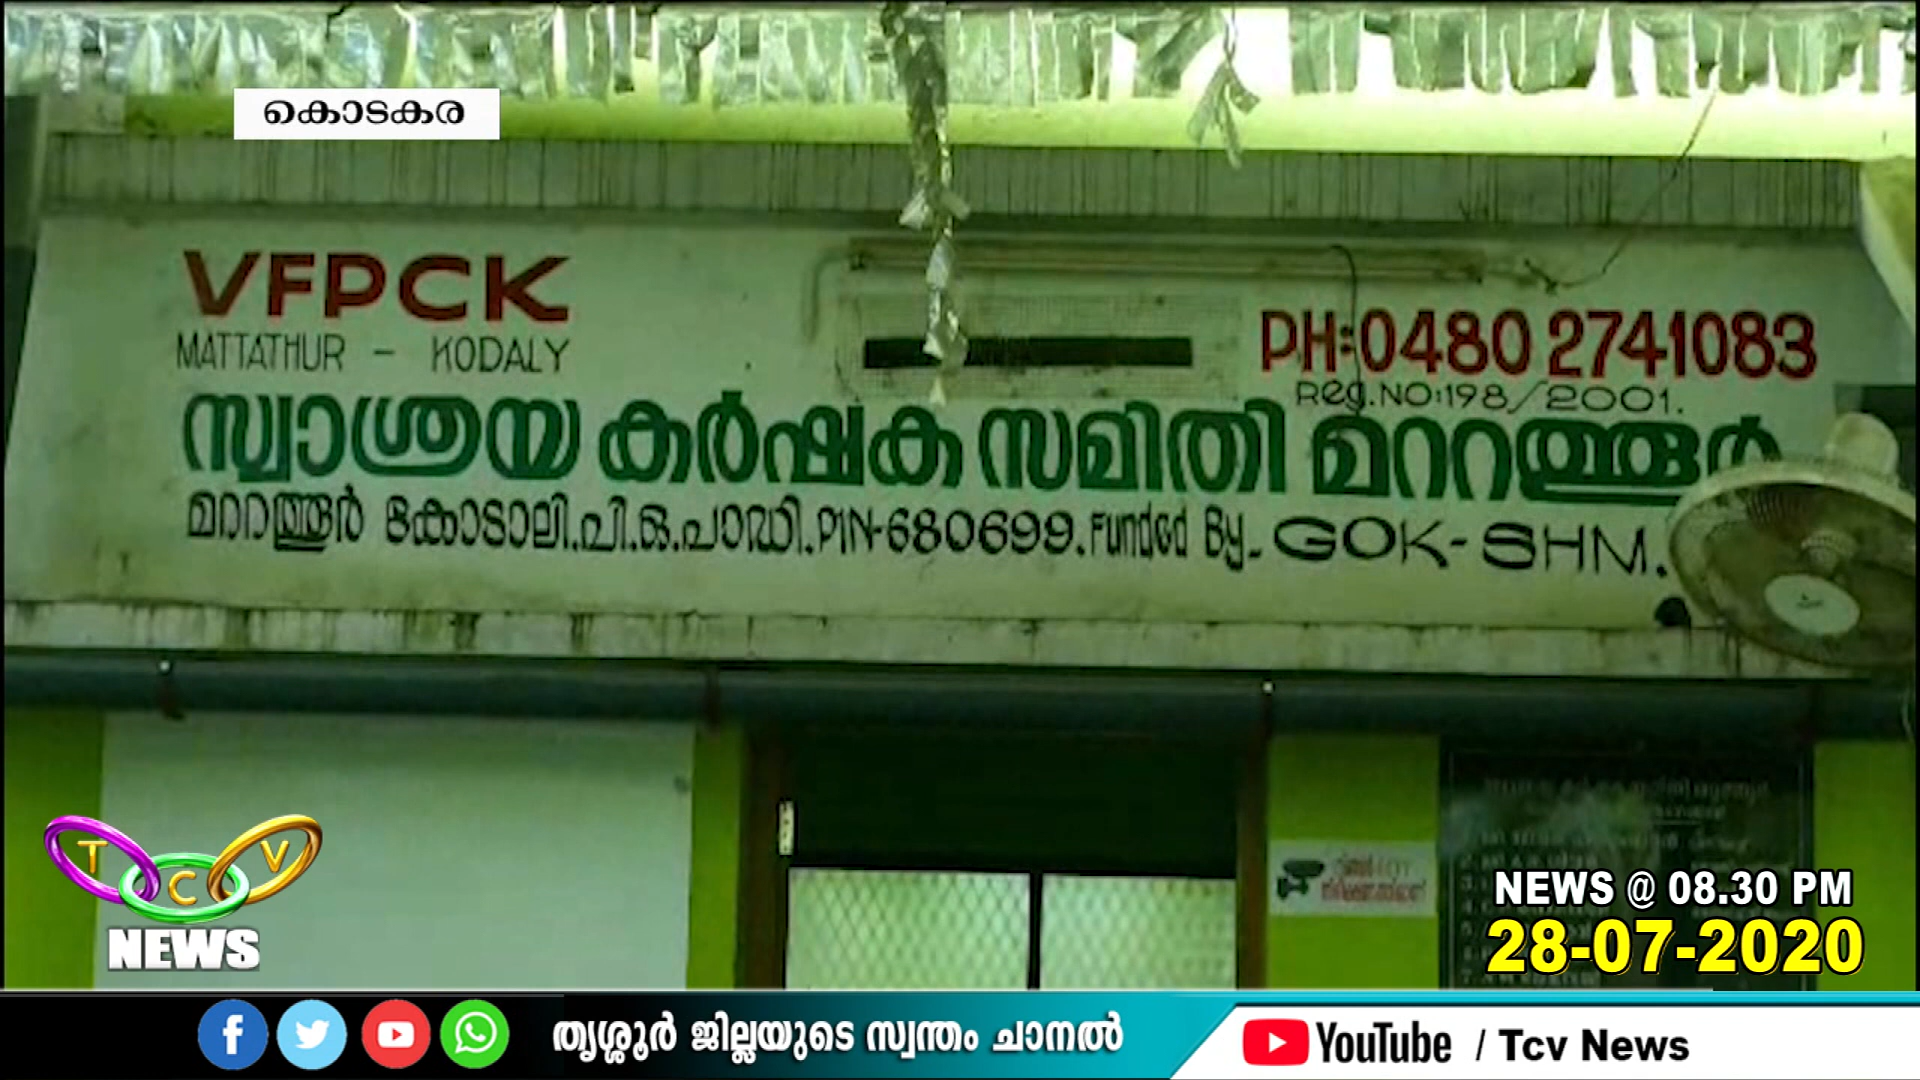 കൊടകര
VFPCK
MATTATHUR - KODALY
PH:0480 2741083
Reg.NO:198/2001.
സ്വാശ്രയ കർഷക സമിതി മററത്തൂർ
മററത്തൂർ കോടാലി.പി.ഒ.പാഡി.PIN-680699.Funded By- GOK-SHM.
T C V
NEWS
NEWS @ 08.30 PM
28-07-2020
തൃശ്ശൂർ ജില്ലയുടെ സ്വന്തം ചാനൽ
YouTube / Tcv News